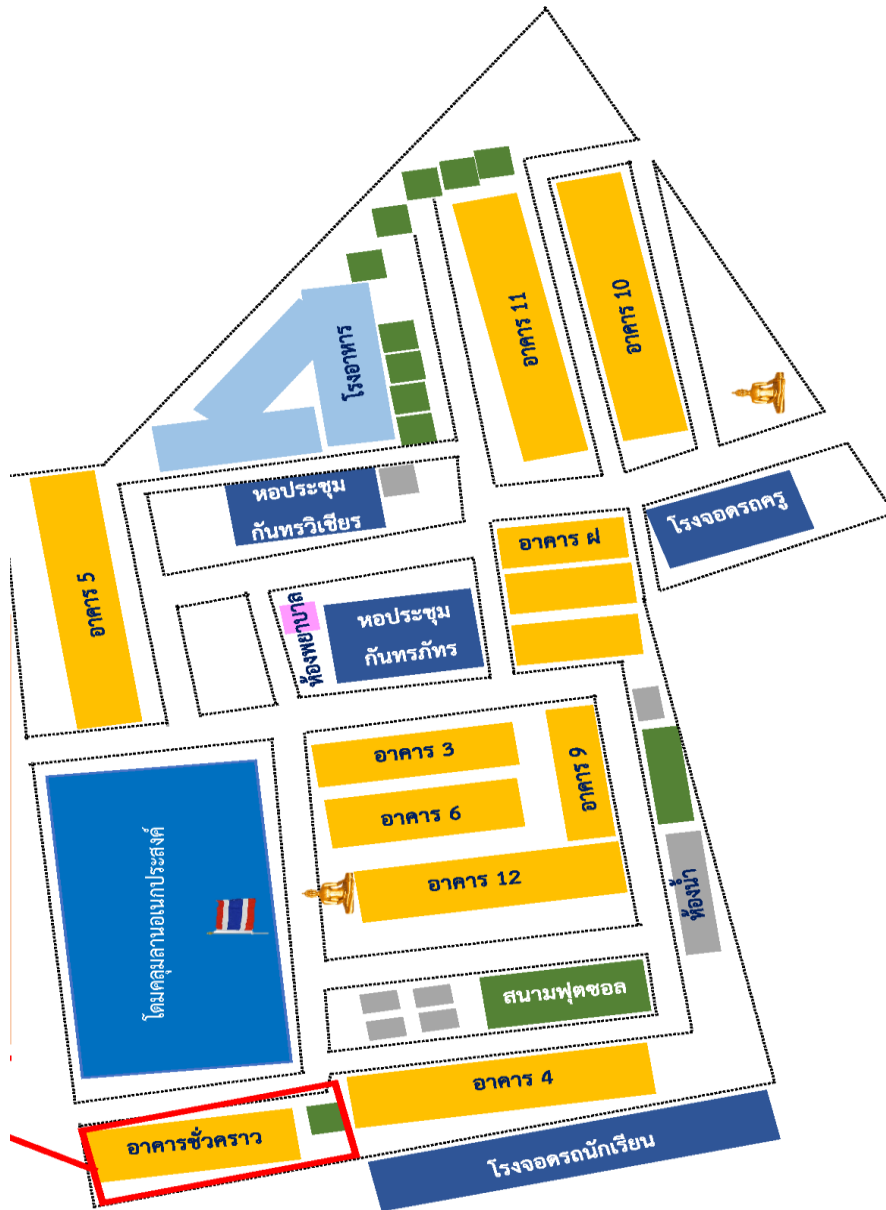 อาคาร 11
อาคาร 10
โรงอาหาร
หอประชุม
กันทรวิเชียร
โรงจอดรถครู
อาคาร ฝ
อาคาร 5
ห้องพยาบาล
หอประชุม
กันทรภัทร
อาคาร 3
อาคาร 9
อาคาร 6
อาคาร 12
ห้องน้ำ
โดมคลุมลานอเนกประสงค์
สนามฟุตซอล
อาคาร 4
อาคารชั่วคราว
โรงจอดรถนักเรียน